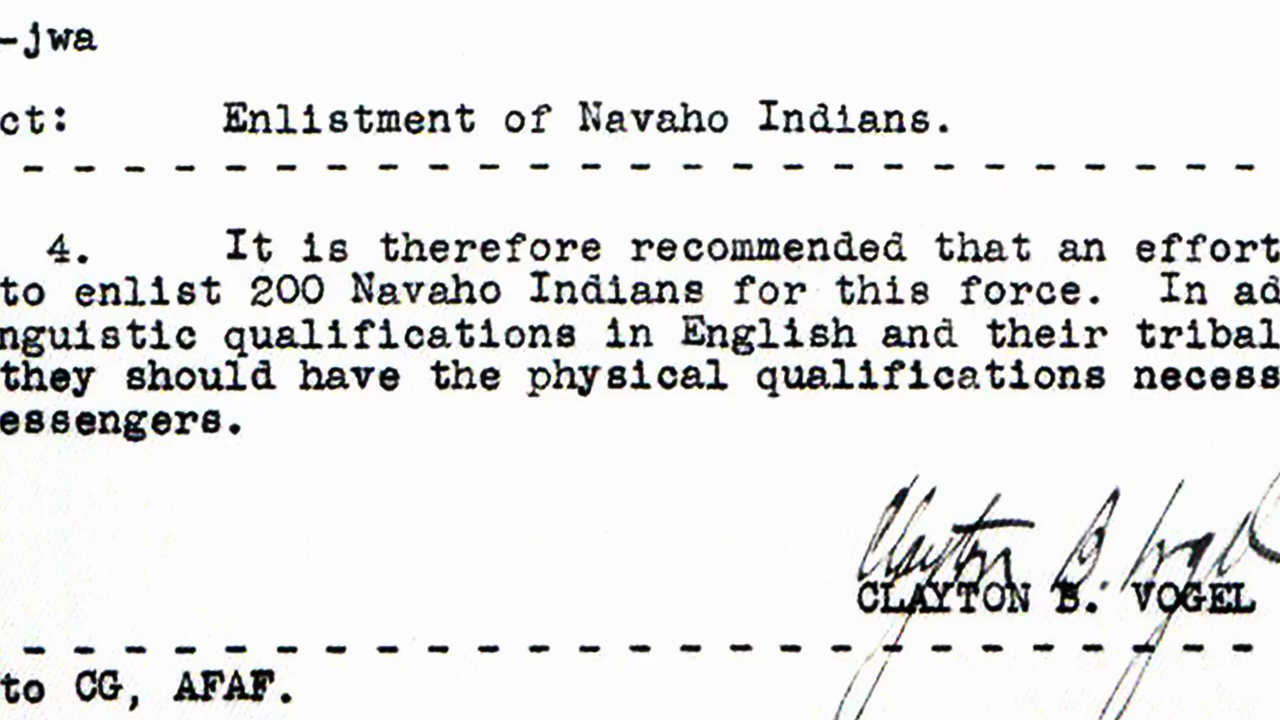 -jwa
ct: Enlistment of Navaho Indians.
4. It is therefore recommended that an effort
to enlist 200 Navaho Indians for this force. In ad
nguistic qualifications in English and their tribal
they should have the physical qualifications necess
essengers.
Clayton B. Vogel
CLAYTON B. VOGEL
to CG, AFAF.